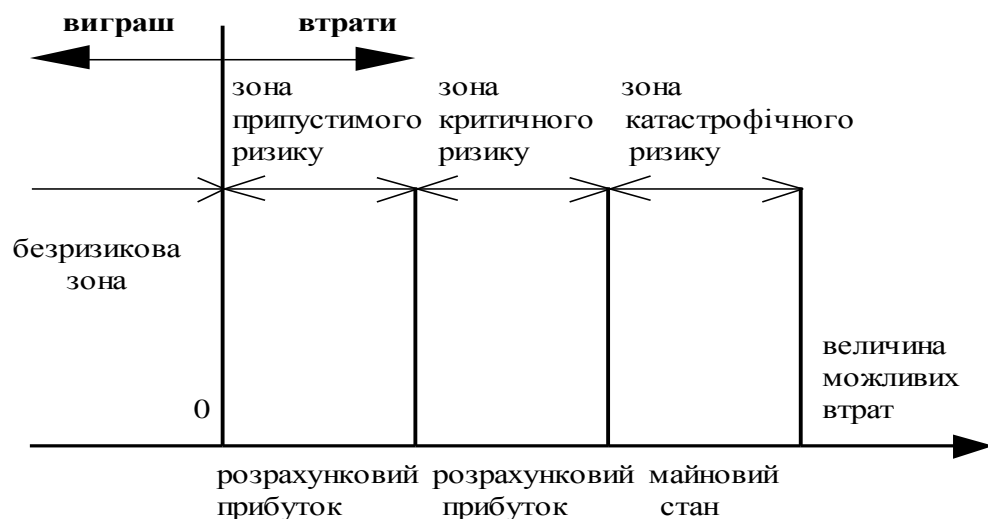 виграш
втрати
зона
припустимого
ризику
зона
критичного
ризику
зона
катастрофічного
ризику
безризикова
зона
величина
можливих
втрат
0
розрахунковий
прибуток
розрахунковий
прибуток
майновий
стан